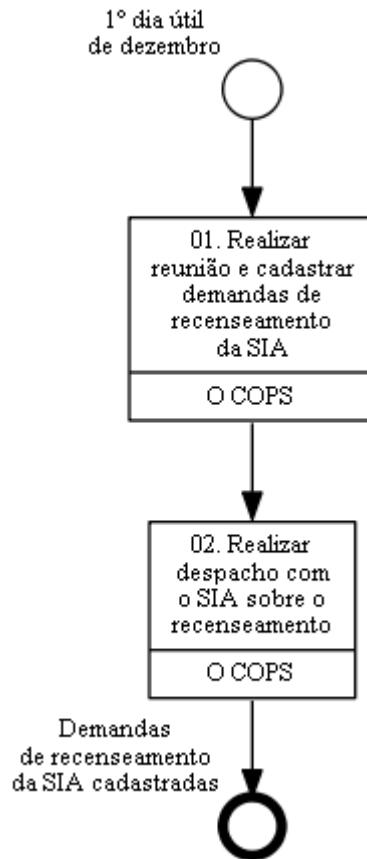 1º dia útil
de dezembro
01. Realizar
reunião e cadastrar
demandas de
recenseamento
da SIA
O COPS
02. Realizar
despacho com
o SIA sobre o
recenseamento
O COPS
Demandas
de recenseamento
da SIA cadastradas